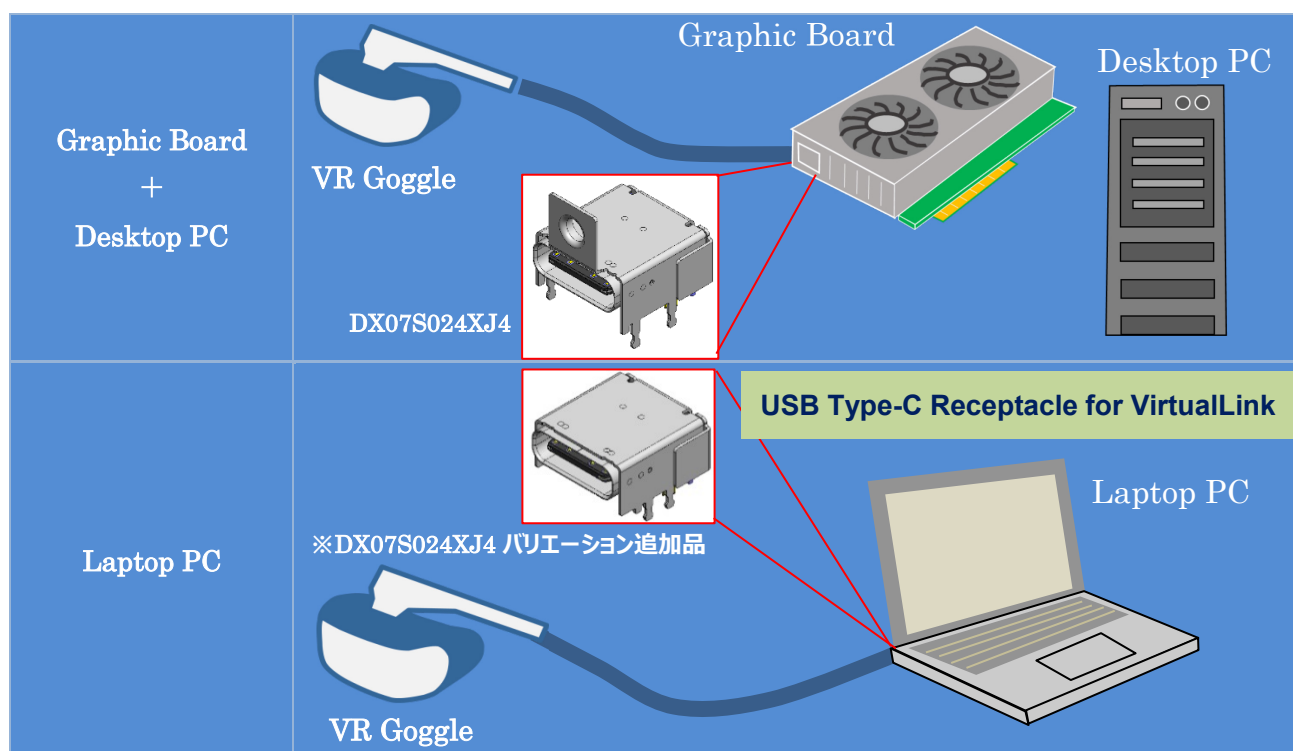 Graphic Board
+
Desktop PC
Graphic Board
Desktop PC
VR Goggle
DX07S024XJ4
USB Type-C Receptacle for VirtualLink
Laptop PC
Laptop PC
※DX07S024XJ4 バリエーション追加品
VR Goggle